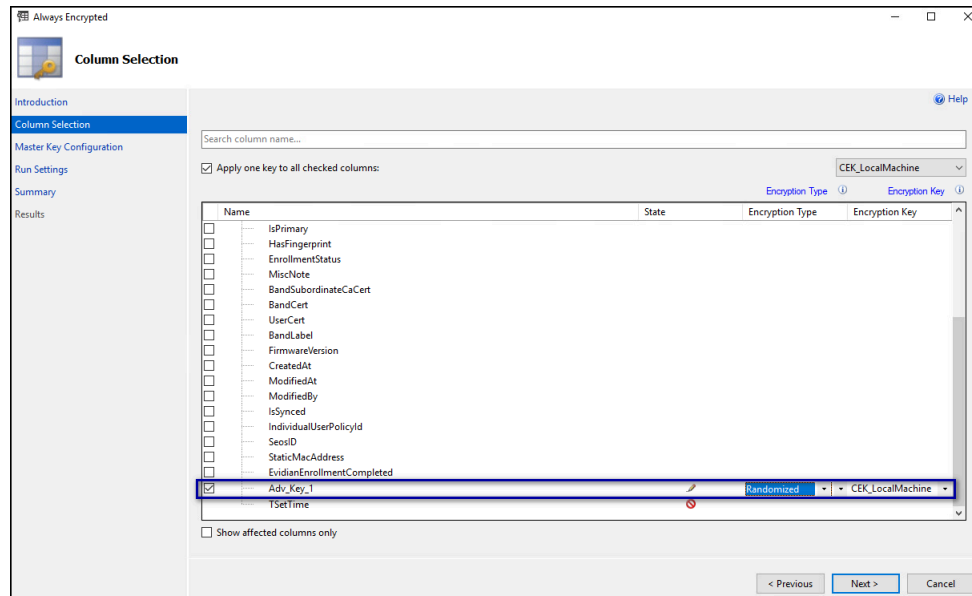 Always Encrypted
Column Selection
Introduction
Column Selection
Master Key Configuration
Run Settings
Summary
Results
Help
Search column name...
Apply one key to all checked columns:
CEK_LocalMachine
Encryption Type
Encryption Key
Name
State
Encryption Type
Encryption Key
IsPrimary
HasFingerprint
EnrollmentStatus
MiscNote
BandSubordinateCaCert
BandCert
UserCert
BandLabel
FirmwareVersion
CreatedAt
ModifiedAt
ModifiedBy
IsSynced
IndividualUserPolicyId
SeosID
StaticMacAddress
EvidianEnrollmentCompleted
Adv_Key_1
Randomized
CEK_LocalMachine
TSetTime
Show affected columns only
< Previous
Next >
Cancel